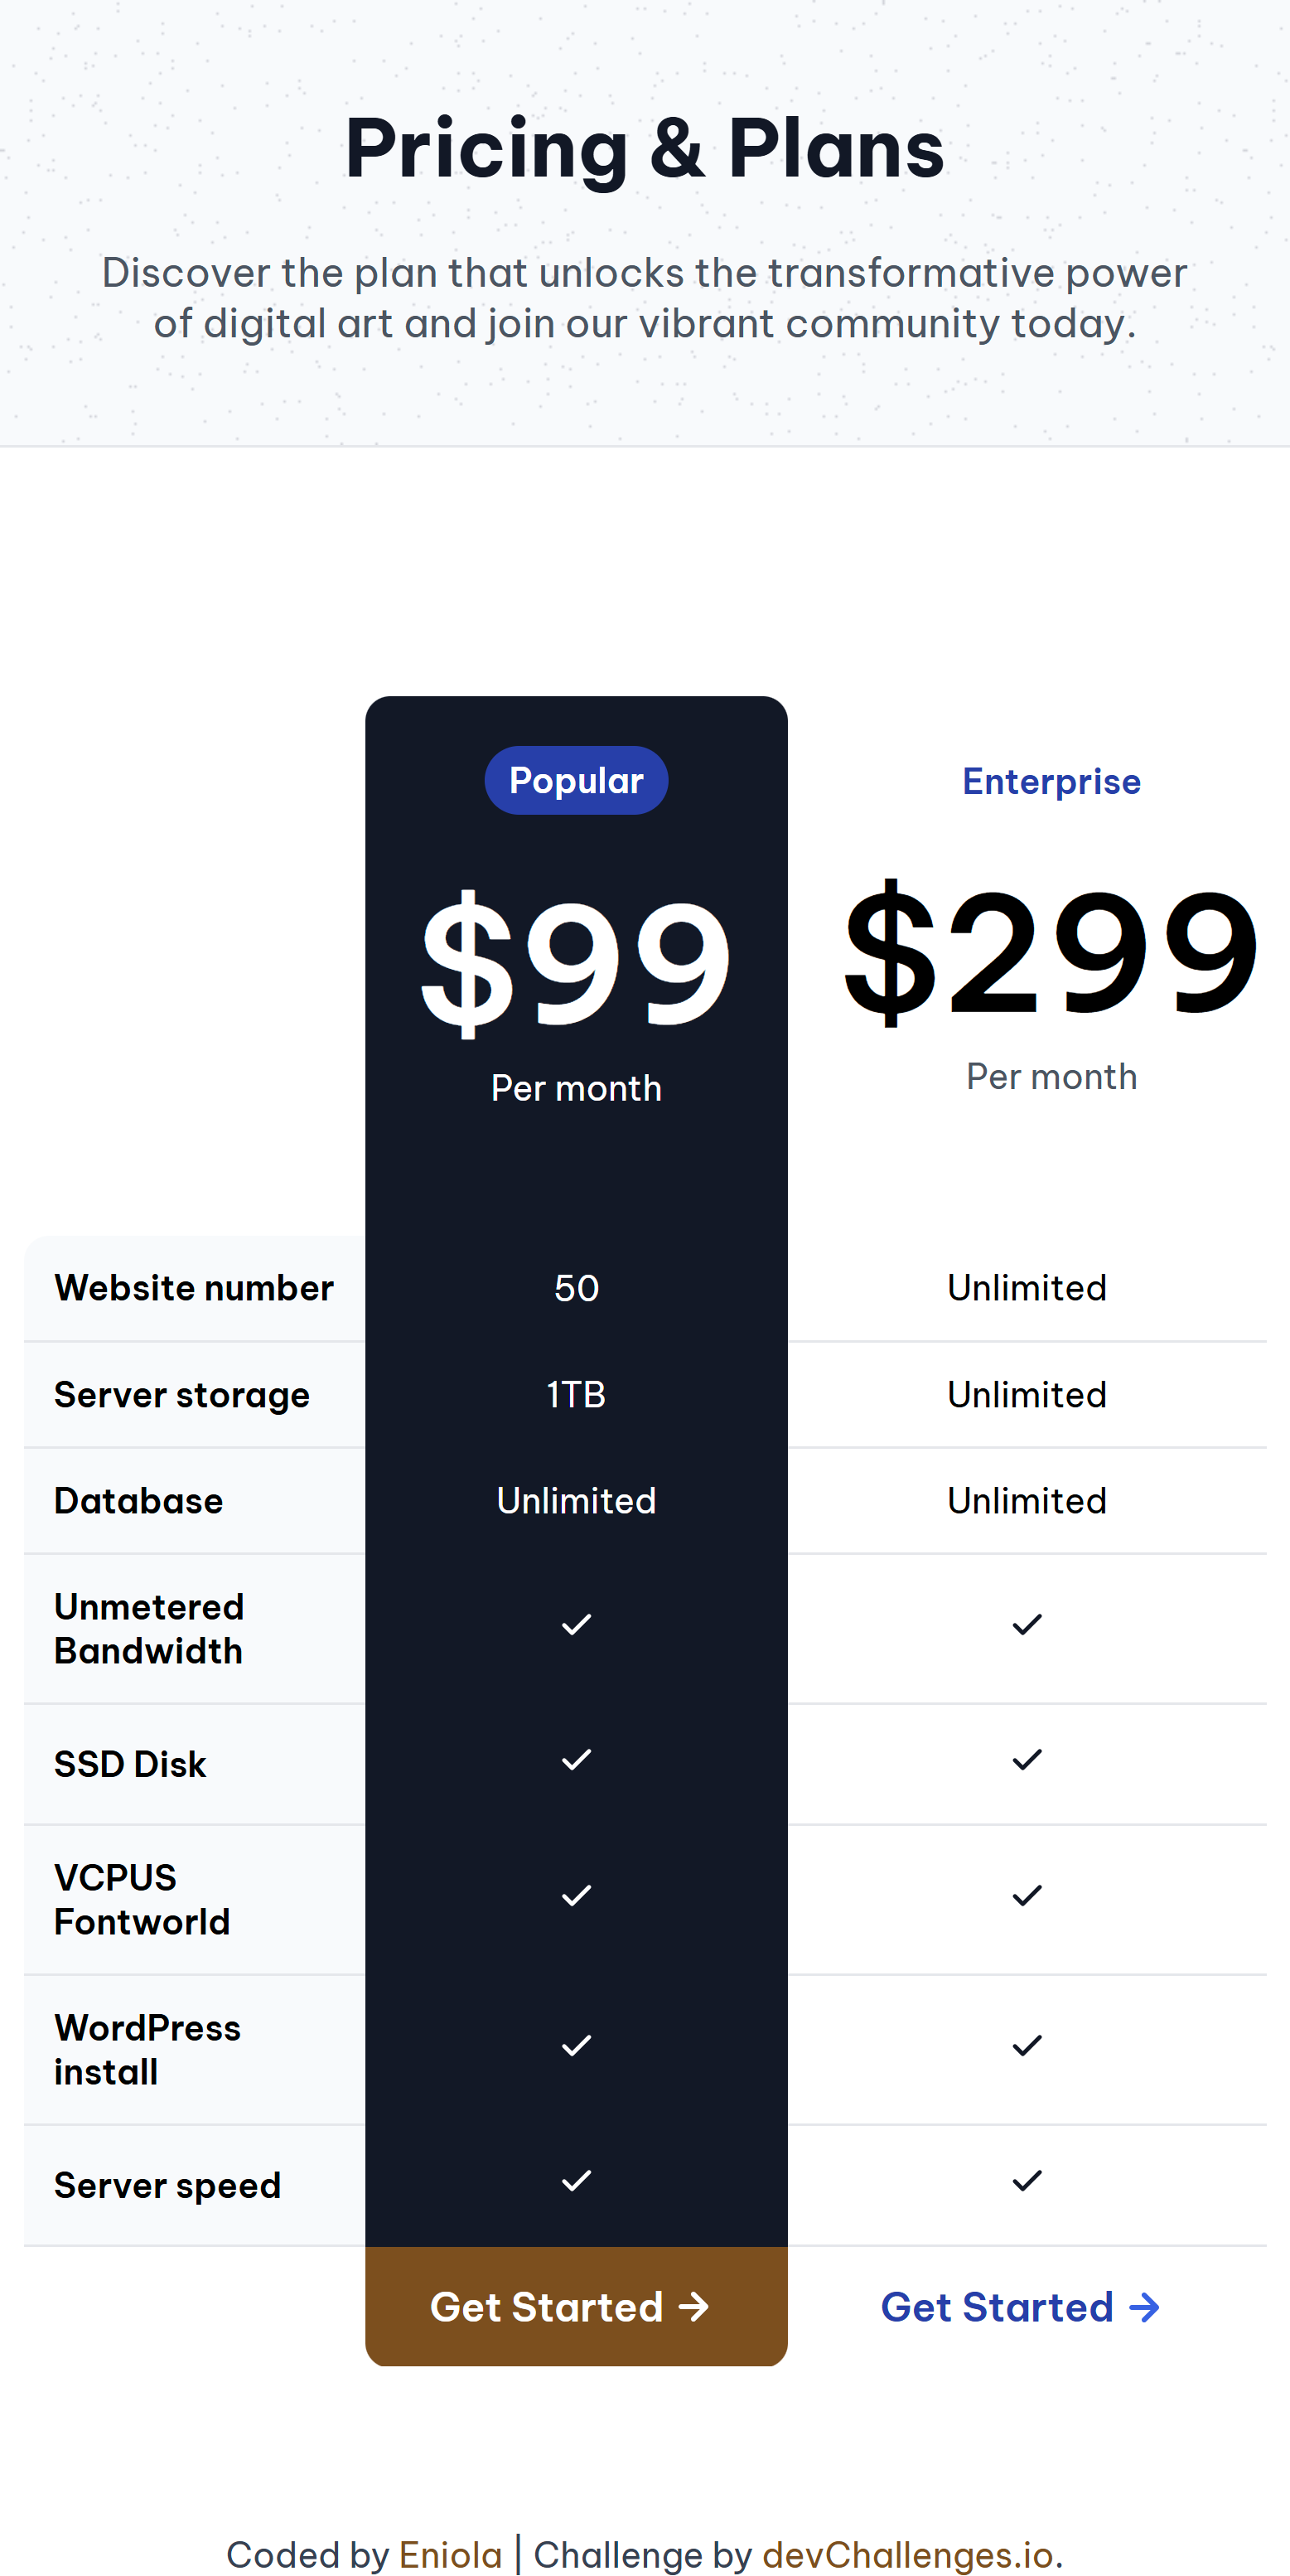 Pricing & Plans
Discover the plan that unlocks the transformative power
of digital art and join our vibrant community today.
Popular
Enterprise
$99
$299
Per month
Per month
Website number
50
Unlimited
Server storage
1TB
Unlimited
Database
Unlimited
Unlimited
Unmetered
Bandwidth
SSD Disk
VCPUS
Fontworld
WordPress
install
Server speed
Get Started
Get Started
Coded by Eniola | Challenge by devChallenges.io.